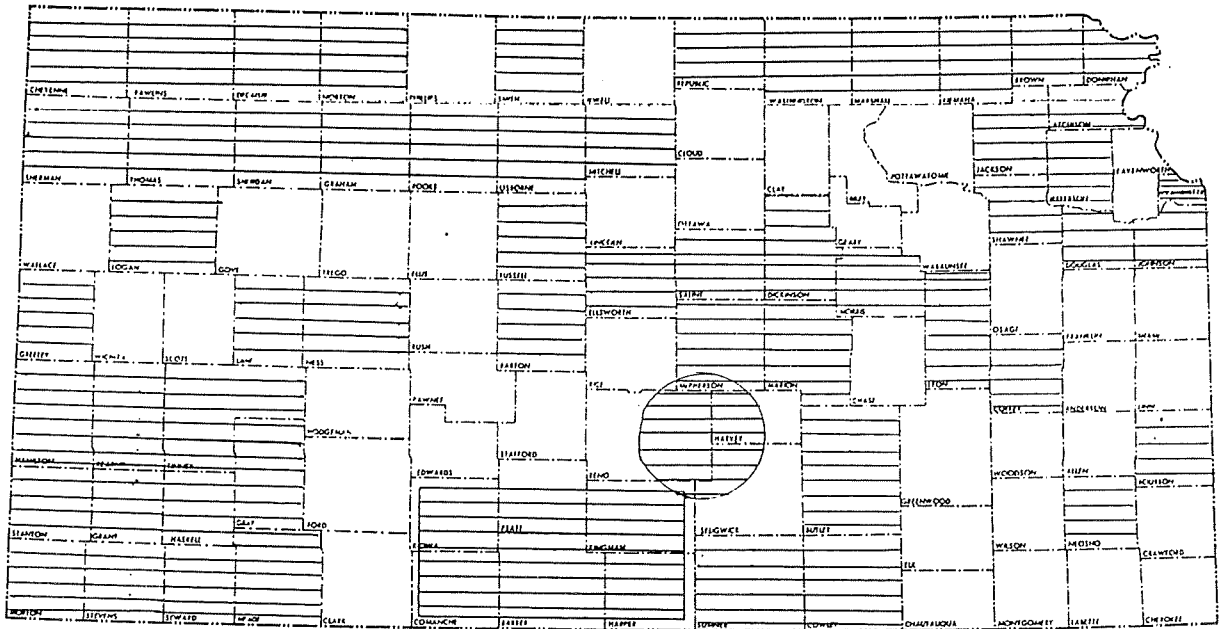 REPUBLIC BROWN DONIPHAN
CHEYENNE RAWLINS DECATUR NORTON PHILLIPS SMITH JEWELL WASHINGTON MARSHALL NEMAHA
ATCHISON
CLOUD
SHERMAN THOMAS SHERIDAN GRAHAM ROOKS OSBORNE MITCHELL CLAY POTTAWATOMIE JACKSON LEAVENWORTH
RILEY JEFFERSON WYANDOTTE
OTTAWA
LINCOLN GEARY SHAWNEE
WALLACE LOGAN GOVE TREGO ELLIS RUSSELL WABAUNSEE DOUGLAS JOHNSON
SALINE DICKINSON
ELLSWORTH MORRIS
OSAGE FRANKLIN MIAMI
GREELEY WICHITA SCOTT LANE NESS RUSH BARTON
RICE McPHERSON MARION LYON
PAWNEE CHASE COFFEY ANDERSON LINN
HODGEMAN HARVEY
STAFFORD
HAMILTON KEARNY FINNEY EDWARDS RENO WOODSON ALLEN
BOURBON
GREENWOOD
GRAY FORD PRATT SEDGWICK BUTLER
STANTON GRANT HASKELL KIOWA KINGMAN WILSON NEOSHO
CRAWFORD
ELK
MORTON STEVENS SEWARD MEADE CLARK COMANCHE BARBER HARPER SUMNER COWLEY CHAUTAUQUA MONTGOMERY LABETTE CHEROKEE